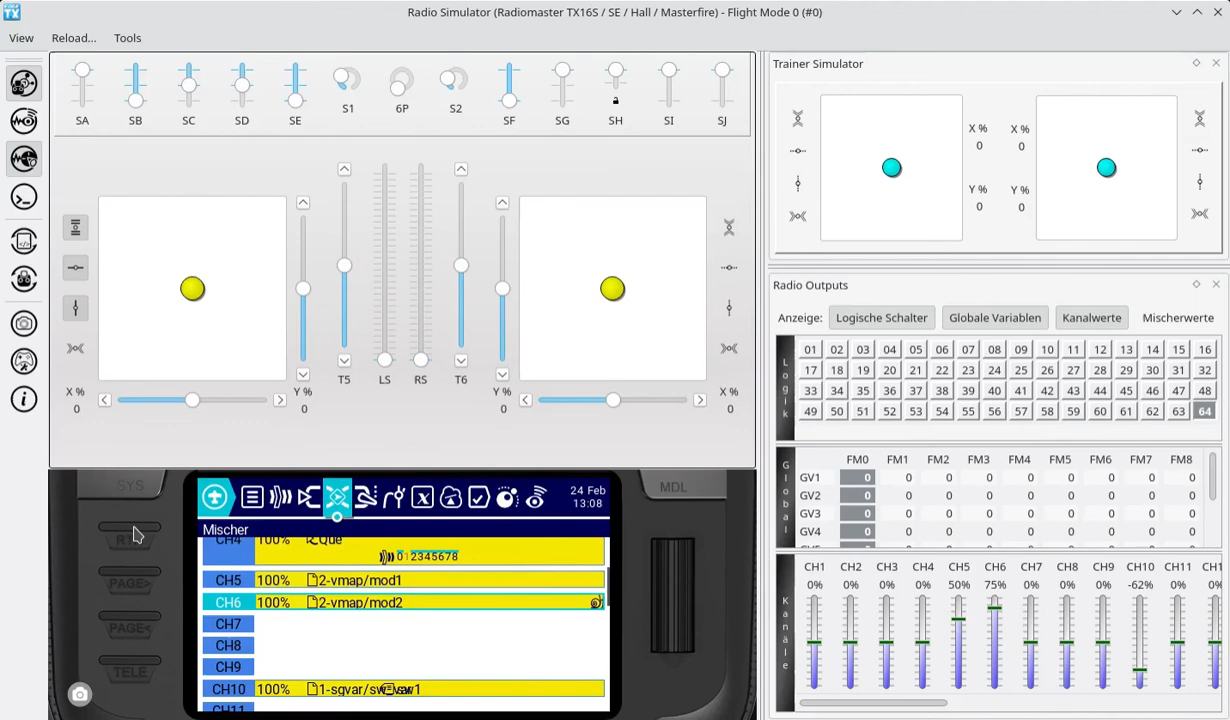 Radio Simulator (Radiomaster TX16S / SE / Hall / Masterfire) - Flight Mode 0 (#0)
View Reload... Tools
SA SB SC SD SE S1 6P S2 SF SG SH SI SJ
T5 LS RS T6
X %
0
Y %
0
Y %
0
X %
0
Trainer Simulator
X %
0
Y %
0
X %
0
Y %
0
Radio Outputs
Anzeige: Logische Schalter Globale Variablen Kanalwerte Mischerwerte
Logik
01 02 03 04 05 06 07 08 09 10 11 12 13 14 15 16
17 18 19 20 21 22 23 24 25 26 27 28 29 30 31 32
33 34 35 36 37 38 39 40 41 42 43 44 45 46 47 48
49 50 51 52 53 54 55 56 57 58 59 60 61 62 63 64
Global
FM0 FM1 FM2 FM3 FM4 FM5 FM6 FM7 FM8
GV1 0 0 0 0 0 0 0 0 0
GV2 0 0 0 0 0 0 0 0 0
GV3 0 0 0 0 0 0 0 0 0
GV4 0 0 0 0 0 0 0 0 0
Kanäle
CH1 CH2 CH3 CH4 CH5 CH6 CH7 CH8 CH9 CH10 CH11 CH1
0% 0% 0% 0% 50% 75% 0% 0% 0% -62% 0% 0%
SYS
PAGE>
PAGE<
TELE
MDL
24 Feb
13:08
Mischer
CH4 100% Que
012345678
CH5 100% 2-vmap/mod1
CH6 100% 2-vmap/mod2
CH7
CH8
CH9
CH10 100%
CH11